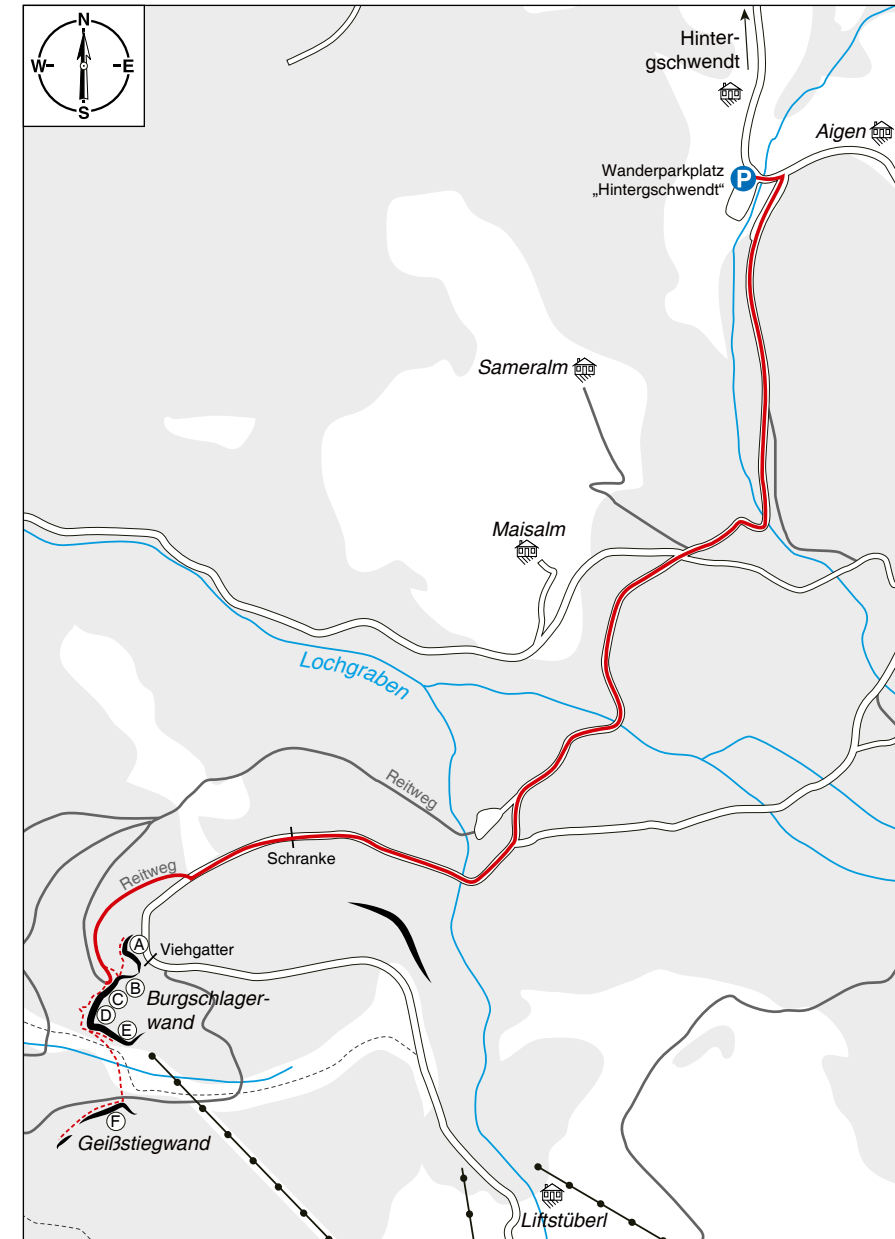 N
W
E
S
Hinter-
gschwendt
Aigen
Wanderparkplatz
„Hintergschwendt“
P
Sameralm
Maisalm
Lochgraben
Reitweg
Schranke
Reitweg
A
Viehgatter
B
C
D
E
Burgschlager-
wand
F
Geißstiegwand
Liftstüberl